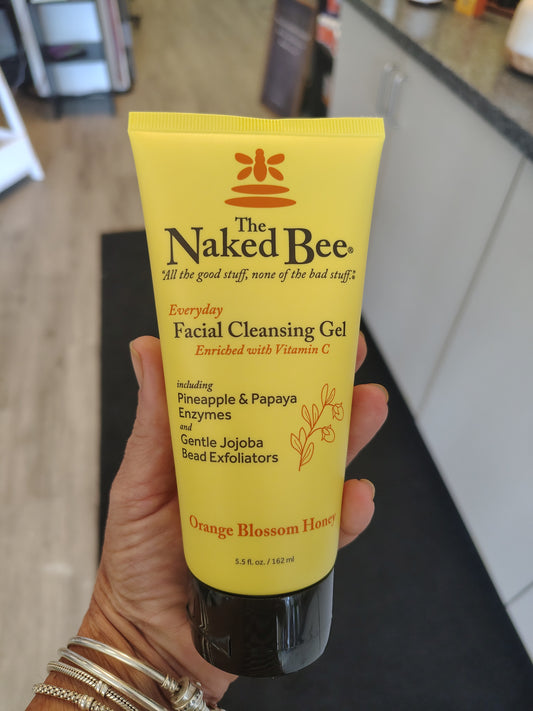 The
Naked Bee®
"All the good stuff, none of the bad stuff."®
Everyday
Facial Cleansing Gel
Enriched with Vitamin C
including
Pineapple & Papaya
Enzymes
and
Gentle Jojoba
Bead Exfoliators
Orange Blossom Honey
5.5 fl. oz. / 162 ml